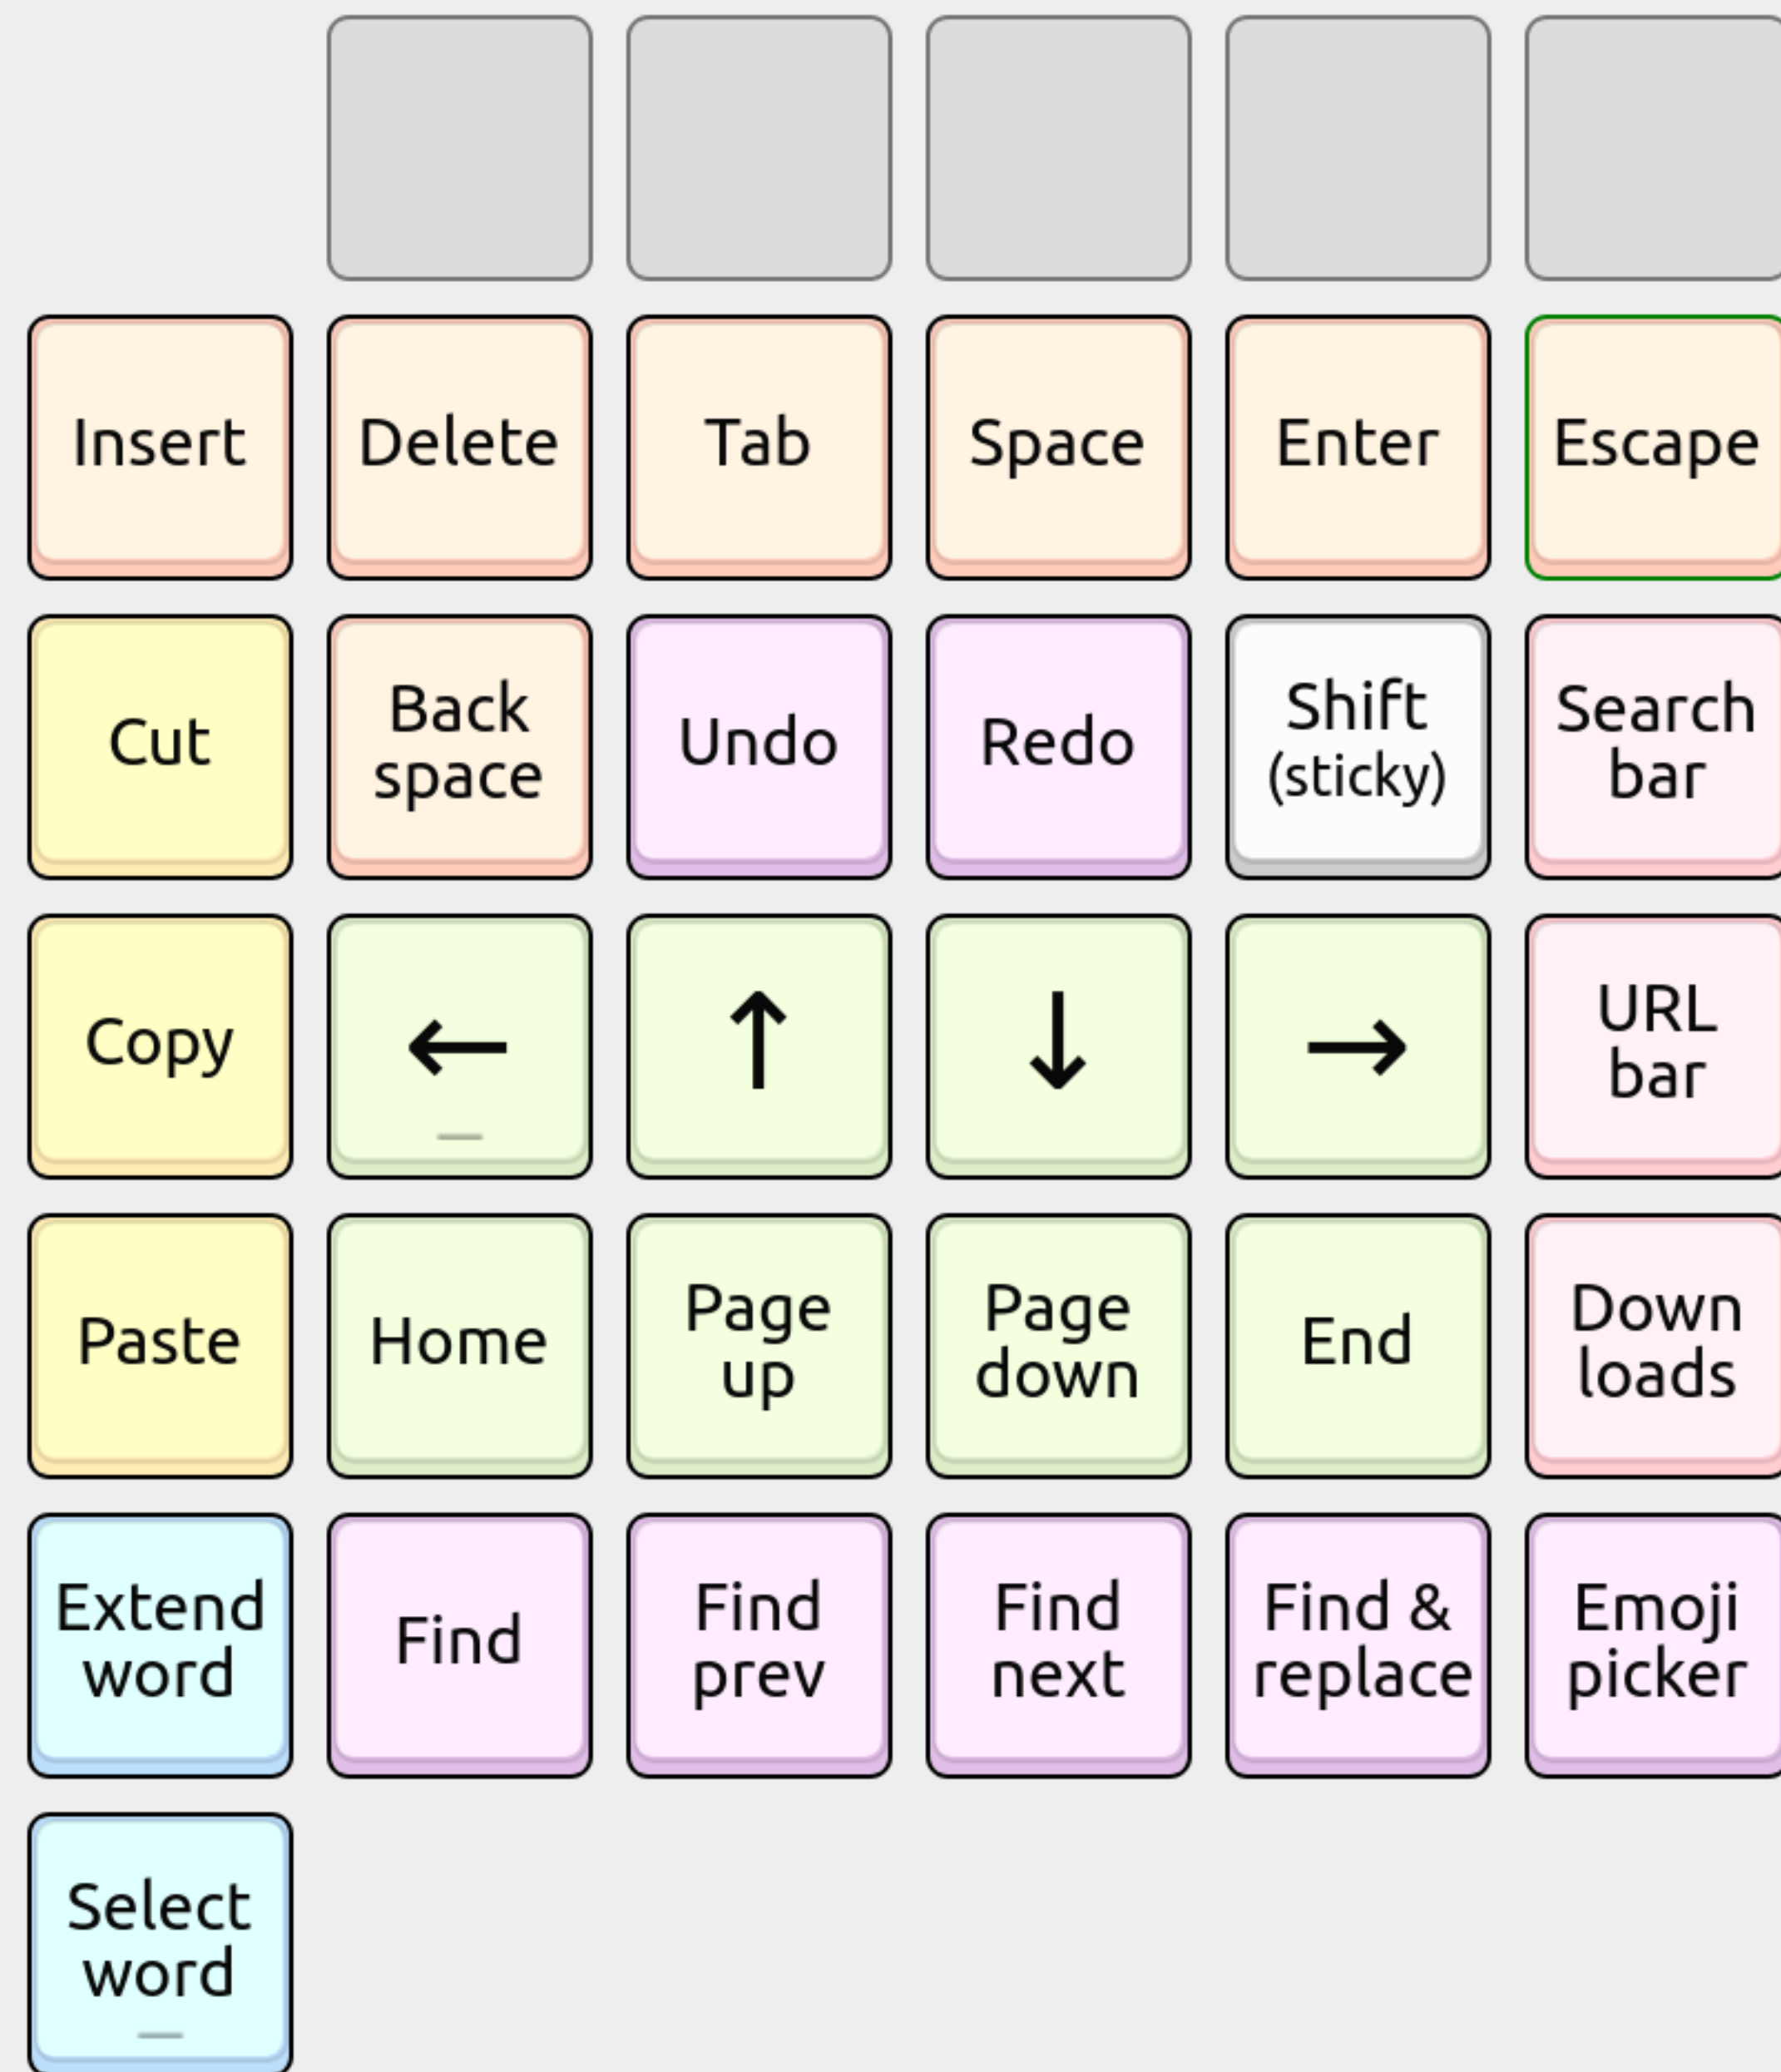 Insert Delete Tab Space Enter Escape
Cut Back space Undo Redo Shift (sticky) Search bar
Copy ← ↑ ↓ → URL bar
Paste Home Page up Page down End Down loads
Extend word Find Find prev Find next Find & replace Emoji picker
Select word